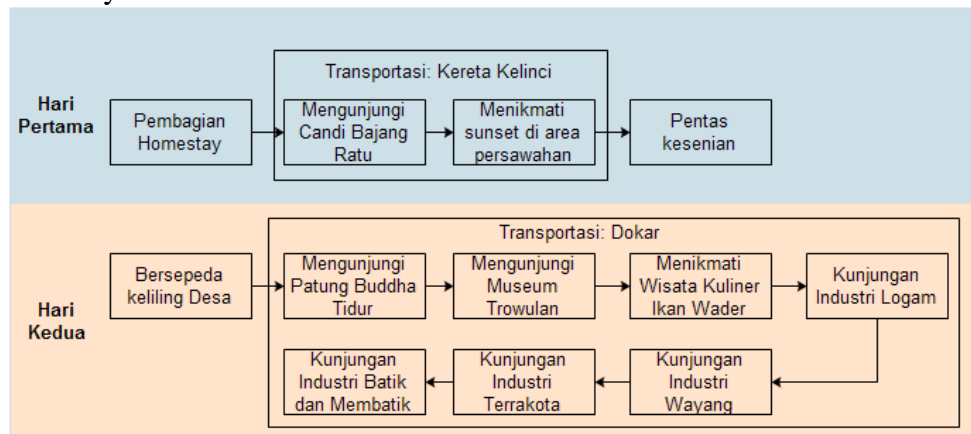 Transportasi: Kereta Kelinci
Hari
Pertama
Pembagian
Homestay
Mengunjungi
Candi Bajang
Ratu
Menikmati
sunset di area
persawahan
Pentas
kesenian
Transportasi: Dokar
Hari
Kedua
Bersepeda
keliling Desa
Mengunjungi
Patung Buddha
Tidur
Mengunjungi
Museum
Trowulan
Menikmati
Wisata Kuliner
Ikan Wader
Kunjungan
Industri Logam
Kunjungan
Industri
Wayang
Kunjungan
Industri
Terrakota
Kunjungan
Industri Batik
dan Membatik